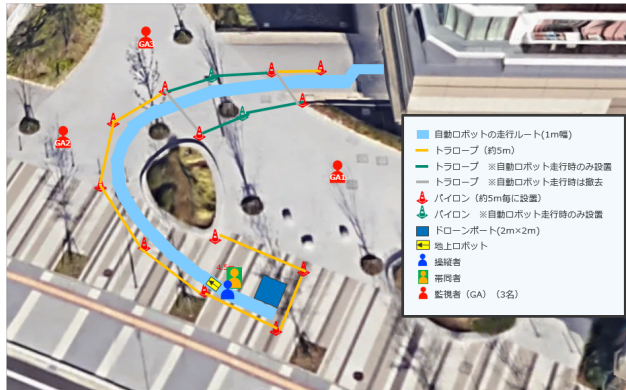 GA3
GA2
GA1
4.5
自動ロボットの走行ルート(1m幅)
トラロープ（約5m）
トラロープ　※自動ロボット走行時のみ設置
トラロープ　※自動ロボット走行時は撤去
パイロン（約5m毎に設置）
パイロン　※自動ロボット走行時のみ設置
ドローンポート(2m×2m)
地上ロボット
操縦者
帯同者
監視者（GA）（3名）